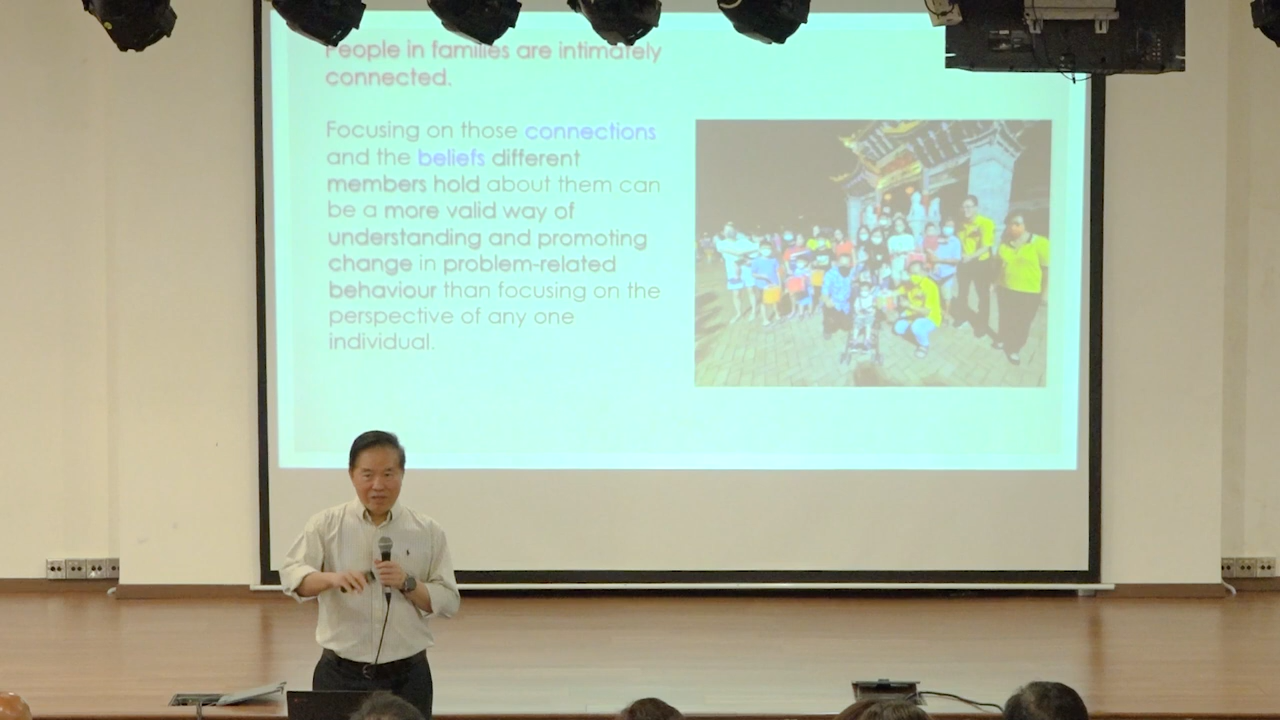 People in families are intimately
connected.
Focusing on those connections
and the beliefs different
members hold about them can
be a more valid way of
understanding and promoting
change in problem-related
behaviour than focusing on the
perspective of any one
individual.